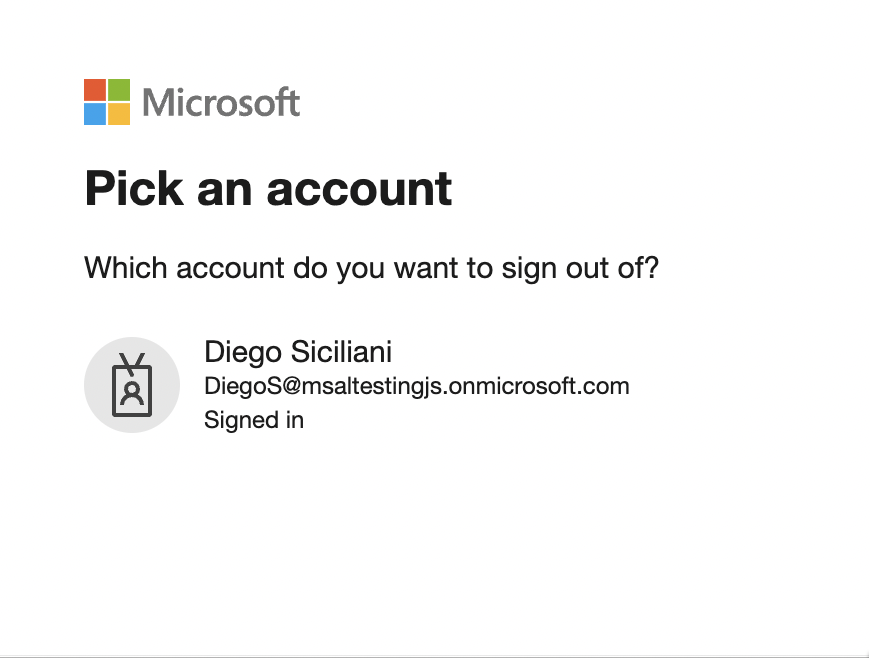 Microsoft
Pick an account
Which account do you want to sign out of?
Diego Siciliani
DiegoS@msaltestingjs.onmicrosoft.com
Signed in